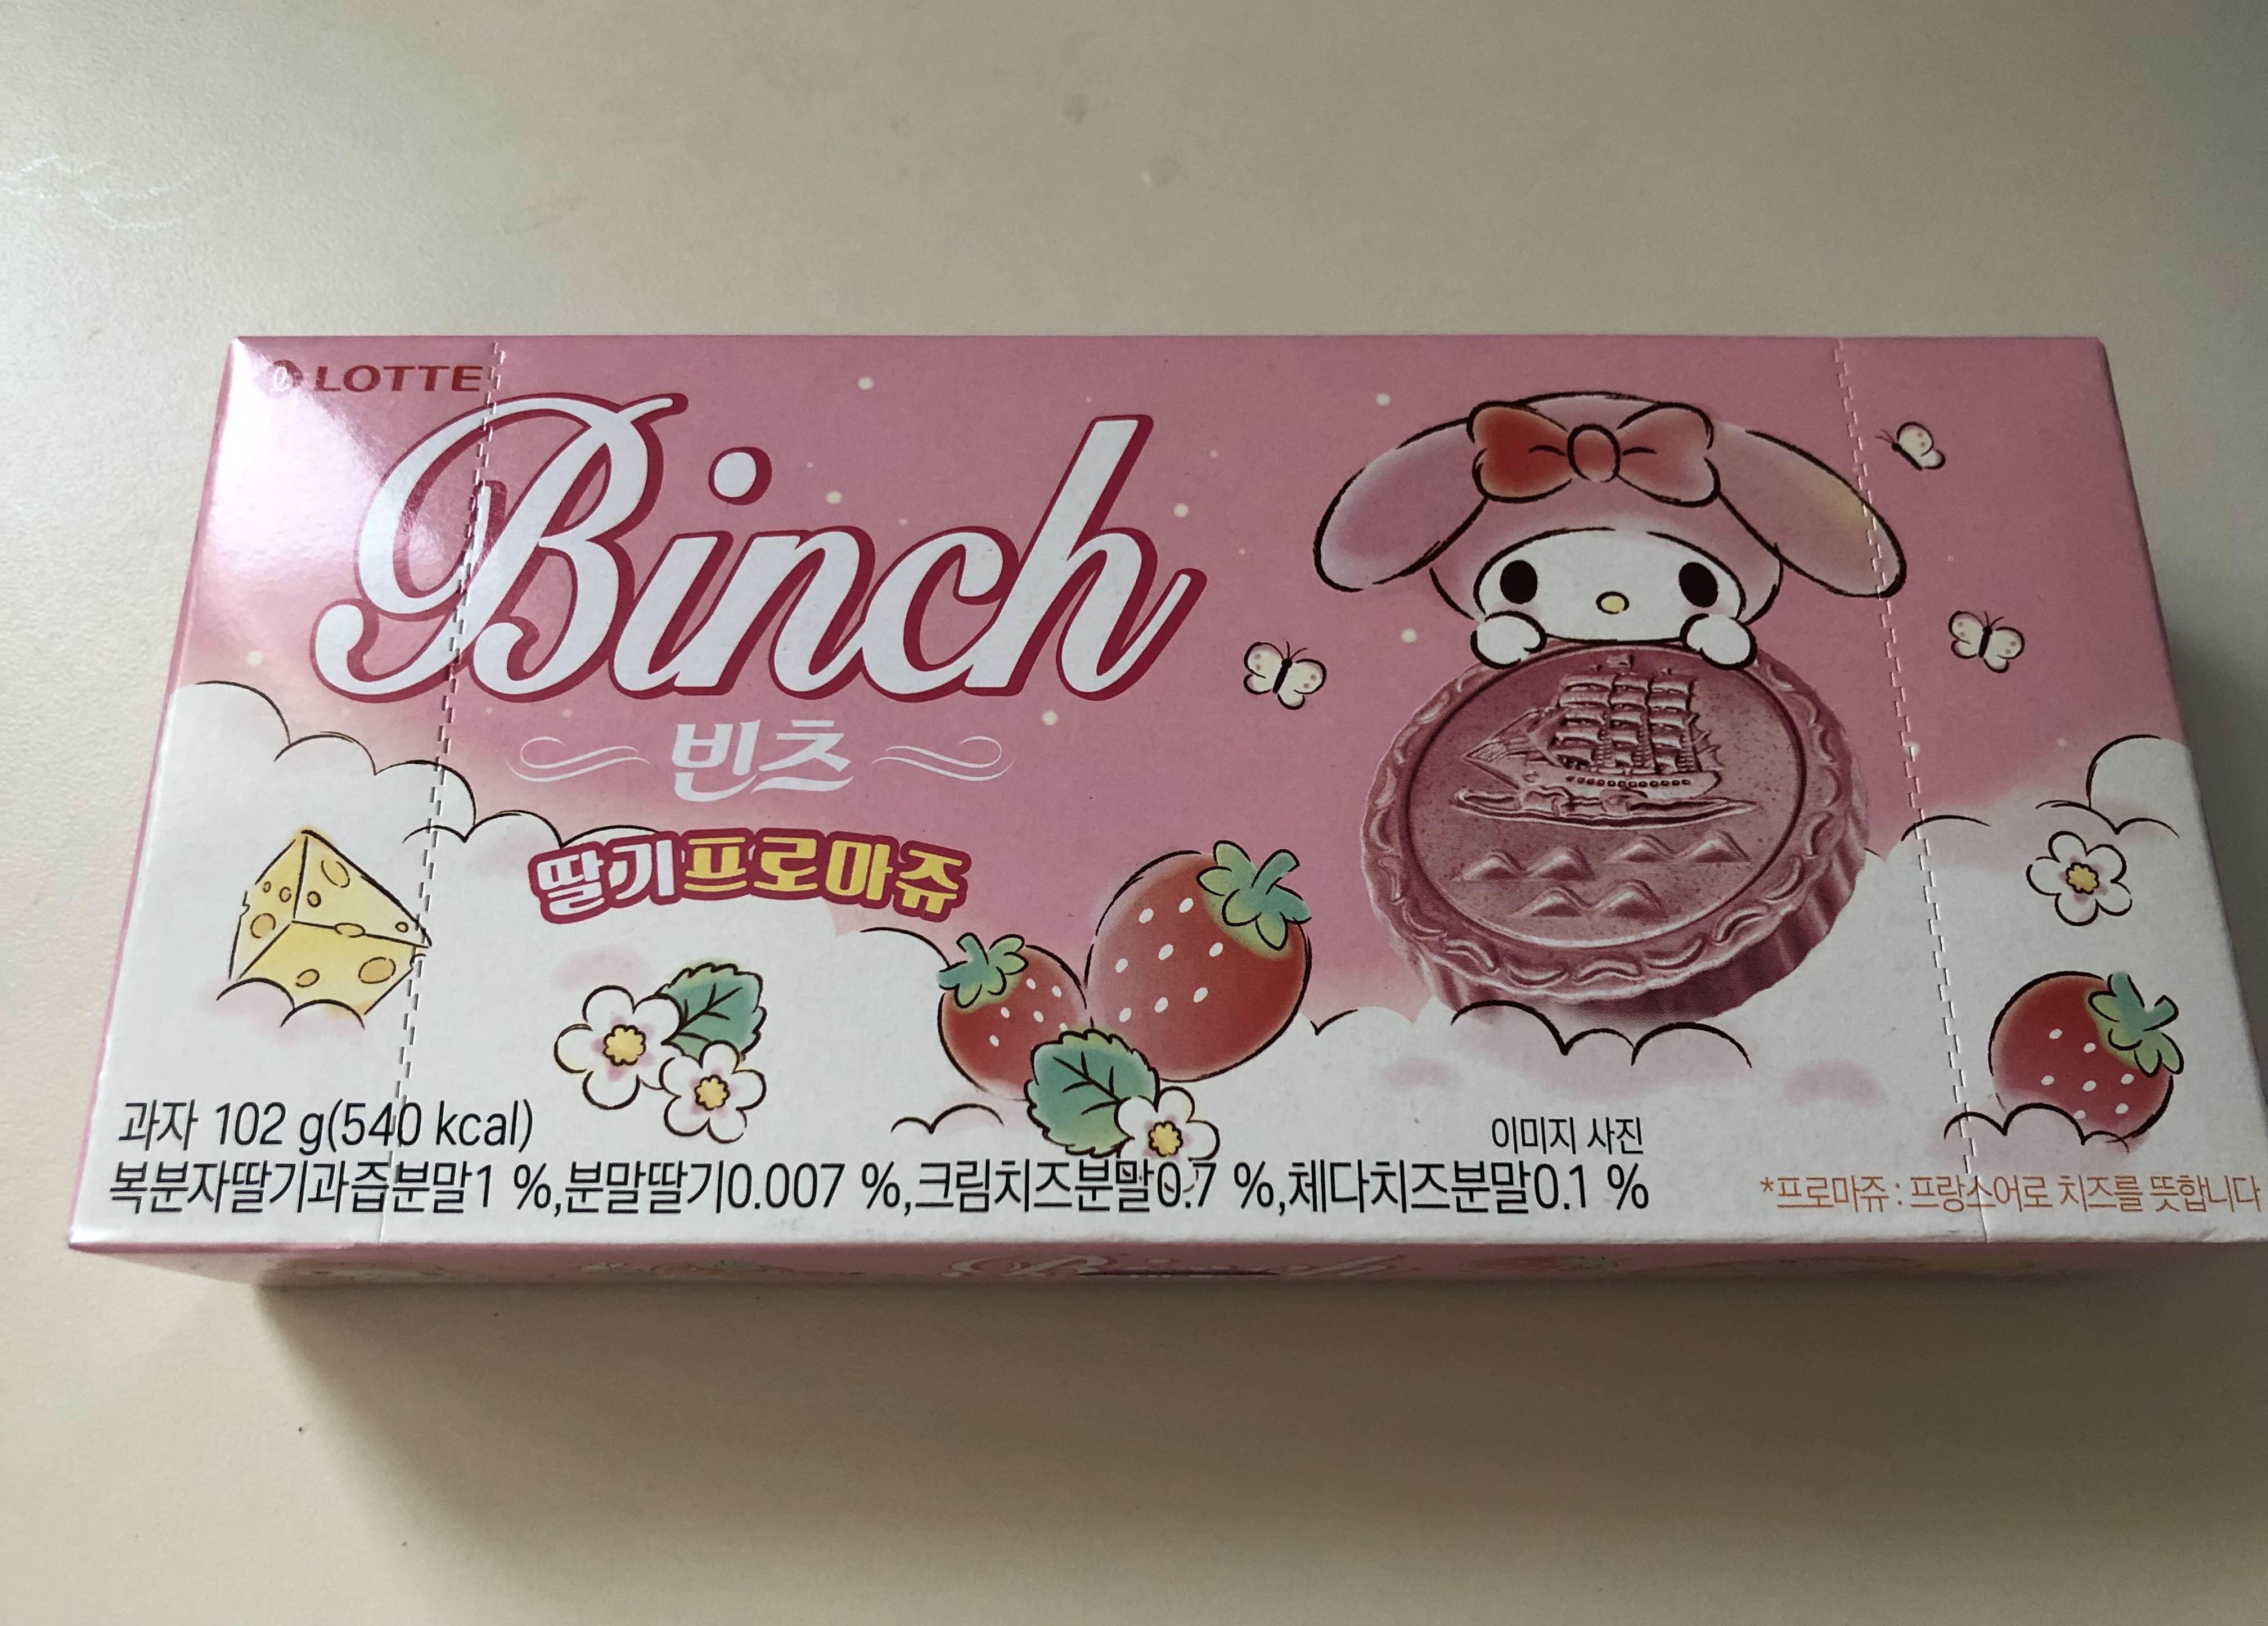 LOTTE
Binch
빈츠
딸기프로마쥬
과자 102 g(540 kcal)
이미지 사진
복분자딸기과즙분말1 %,분말딸기0.007 %,크림치즈분말0.7 %,체다치즈분말0.1 %
*프로마쥬 : 프랑스어로 치즈를 뜻합니다
Binch